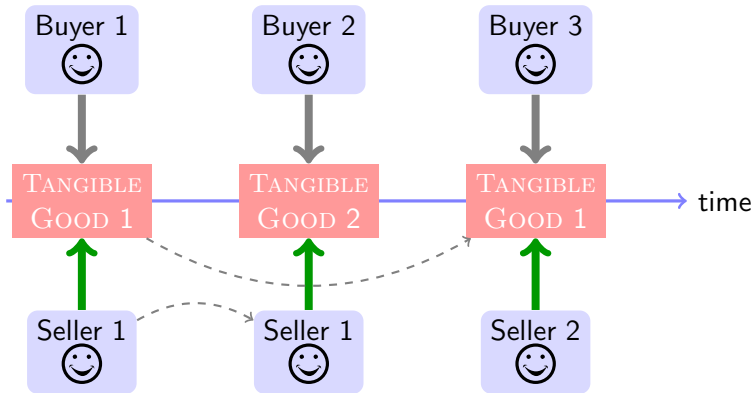 Buyer 1
Buyer 2
Buyer 3
TANGIBLE
GOOD 1
TANGIBLE
GOOD 2
TANGIBLE
GOOD 1
time
Seller 1
Seller 1
Seller 2